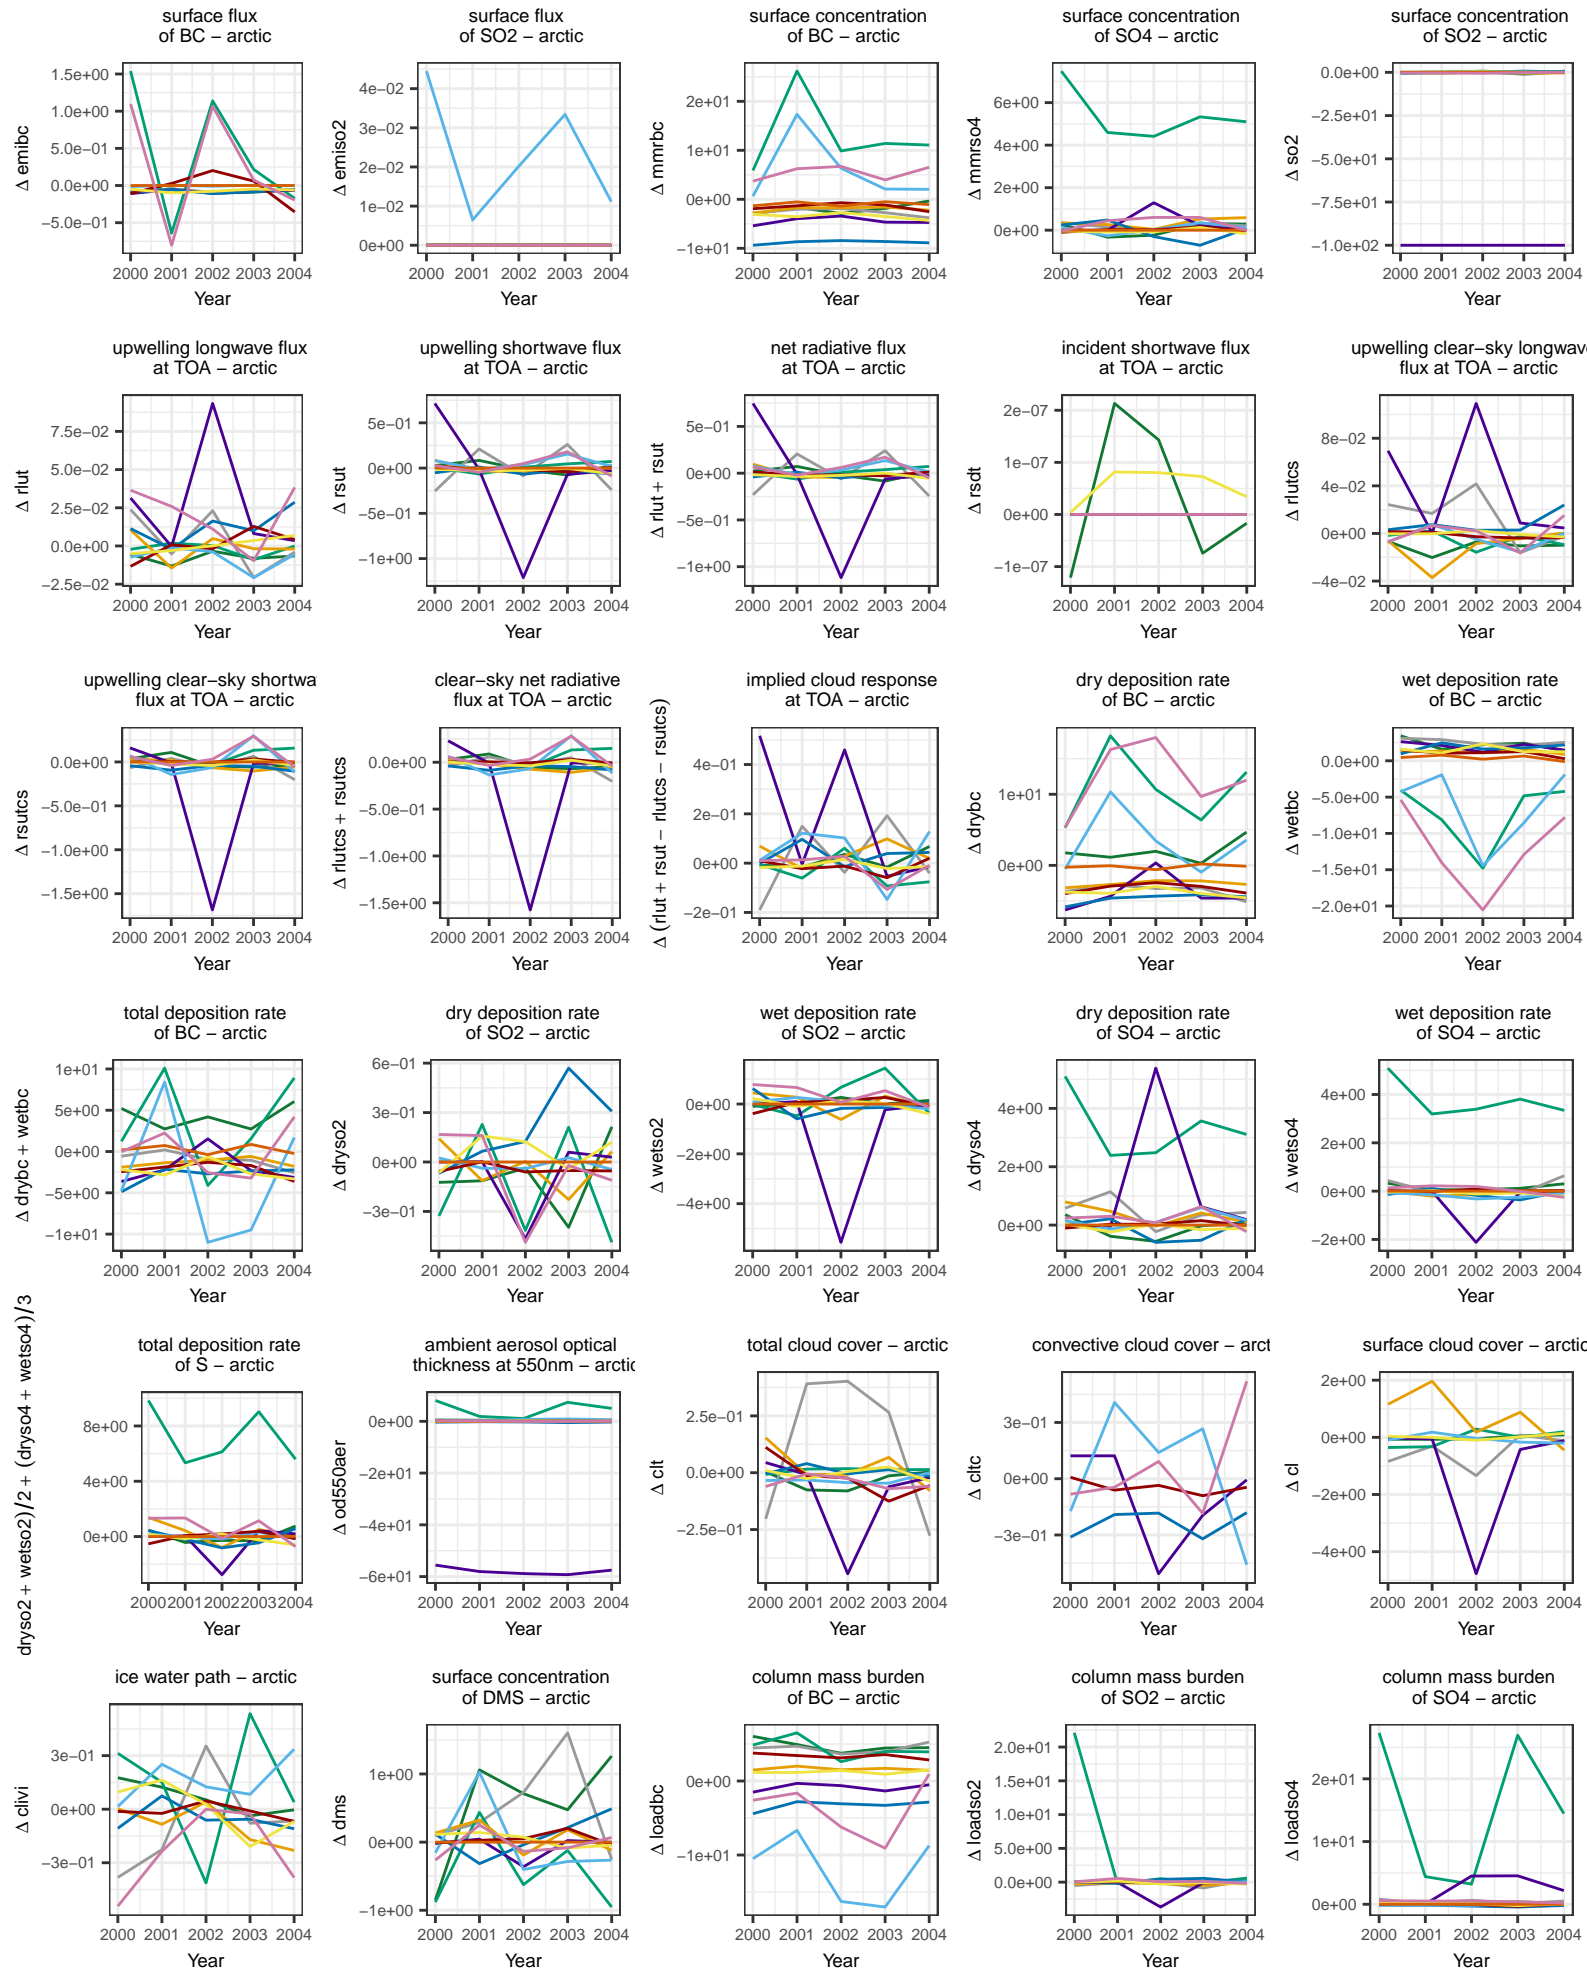 surface flux
of BC − arctic
surface flux
of SO2 − arctic
surface concentration
of BC − arctic
surface concentration
of SO4 − arctic
surface concentration
of SO2 − arctic
Δ emibc
1.5e+00
1.0e+00
5.0e−01
0.0e+00
−5.0e−01
2000 2001 2002 2003 2004
Year
Δ emiso2
4e−02
3e−02
2e−02
1e−02
0e+00
2000 2001 2002 2003 2004
Year
Δ mmrbc
2e+01
1e+01
0e+00
−1e+01
2000 2001 2002 2003 2004
Year
Δ mmrso4
6e+00
4e+00
2e+00
0e+00
2000 2001 2002 2003 2004
Year
Δ so2
0.0e+00
−2.5e+01
−5.0e+01
−7.5e+01
−1.0e+02
2000 2001 2002 2003 2004
Year
upwelling longwave flux
at TOA − arctic
upwelling shortwave flux
at TOA − arctic
net radiative flux
at TOA − arctic
incident shortwave flux
at TOA − arctic
upwelling clear−sky longwave
flux at TOA − arctic
Δ rlut
7.5e−02
5.0e−02
2.5e−02
0.0e+00
−2.5e−02
2000 2001 2002 2003 2004
Year
Δ rsut
5e−01
0e+00
−5e−01
−1e+00
2000 2001 2002 2003 2004
Year
Δ rlut + rsut
5e−01
0e+00
−5e−01
−1e+00
2000 2001 2002 2003 2004
Year
Δ rsdt
2e−07
1e−07
0e+00
−1e−07
2000 2001 2002 2003 2004
Year
Δ rlutcs
8e−02
4e−02
0e+00
−4e−02
2000 2001 2002 2003 2004
Year
upwelling clear−sky shortwa
flux at TOA − arctic
clear−sky net radiative
flux at TOA − arctic
implied cloud response
at TOA − arctic
dry deposition rate
of BC − arctic
wet deposition rate
of BC − arctic
Δ rsutcs
0.0e+00
−5.0e−01
−1.0e+00
−1.5e+00
2000 2001 2002 2003 2004
Year
Δ rlutcs + rsutcs
0.0e+00
−5.0e−01
−1.0e+00
−1.5e+00
2000 2001 2002 2003 2004
Year
Δ (rlut + rsut − rlutcs − rsutcs)
4e−01
2e−01
0e+00
−2e−01
2000 2001 2002 2003 2004
Year
Δ drybc
1e+01
0e+00
2000 2001 2002 2003 2004
Year
Δ wetbc
0.0e+00
−5.0e+00
−1.0e+01
−1.5e+01
−2.0e+01
2000 2001 2002 2003 2004
Year
total deposition rate
of BC − arctic
dry deposition rate
of SO2 − arctic
wet deposition rate
of SO2 − arctic
dry deposition rate
of SO4 − arctic
wet deposition rate
of SO4 − arctic
Δ drybc + wetbc
1e+01
5e+00
0e+00
−5e+00
−1e+01
2000 2001 2002 2003 2004
Year
Δ dryso2
6e−01
3e−01
0e+00
−3e−01
2000 2001 2002 2003 2004
Year
Δ wetso2
0e+00
−2e+00
−4e+00
2000 2001 2002 2003 2004
Year
Δ dryso4
4e+00
2e+00
0e+00
2000 2001 2002 2003 2004
Year
Δ wetso4
4e+00
2e+00
0e+00
−2e+00
2000 2001 2002 2003 2004
Year
total deposition rate
of S − arctic
ambient aerosol optical
thickness at 550nm − arctic
total cloud cover − arctic
convective cloud cover − arct
surface cloud cover − arctic
dryso2 + wetso2)/2 + (dryso4 + wetso4)/3
8e+00
4e+00
0e+00
2000 2001 2002 2003 2004
Year
Δ od550aer
0e+00
−2e+01
−4e+01
−6e+01
2000 2001 2002 2003 2004
Year
Δ clt
2.5e−01
0.0e+00
−2.5e−01
2000 2001 2002 2003 2004
Year
Δ cltc
3e−01
0e+00
−3e−01
2000 2001 2002 2003 2004
Year
Δ cl
2e+00
0e+00
−2e+00
−4e+00
2000 2001 2002 2003 2004
Year
ice water path − arctic
surface concentration
of DMS − arctic
column mass burden
of BC − arctic
column mass burden
of SO2 − arctic
column mass burden
of SO4 − arctic
Δ clivi
3e−01
0e+00
−3e−01
2000 2001 2002 2003 2004
Year
Δ dms
1e+00
0e+00
−1e+00
2000 2001 2002 2003 2004
Year
Δ loadbc
0e+00
−1e+01
2000 2001 2002 2003 2004
Year
Δ loadso2
2.0e+01
1.5e+01
1.0e+01
5.0e+00
0.0e+00
2000 2001 2002 2003 2004
Year
Δ loadso4
2e+01
1e+01
0e+00
2000 2001 2002 2003 2004
Year